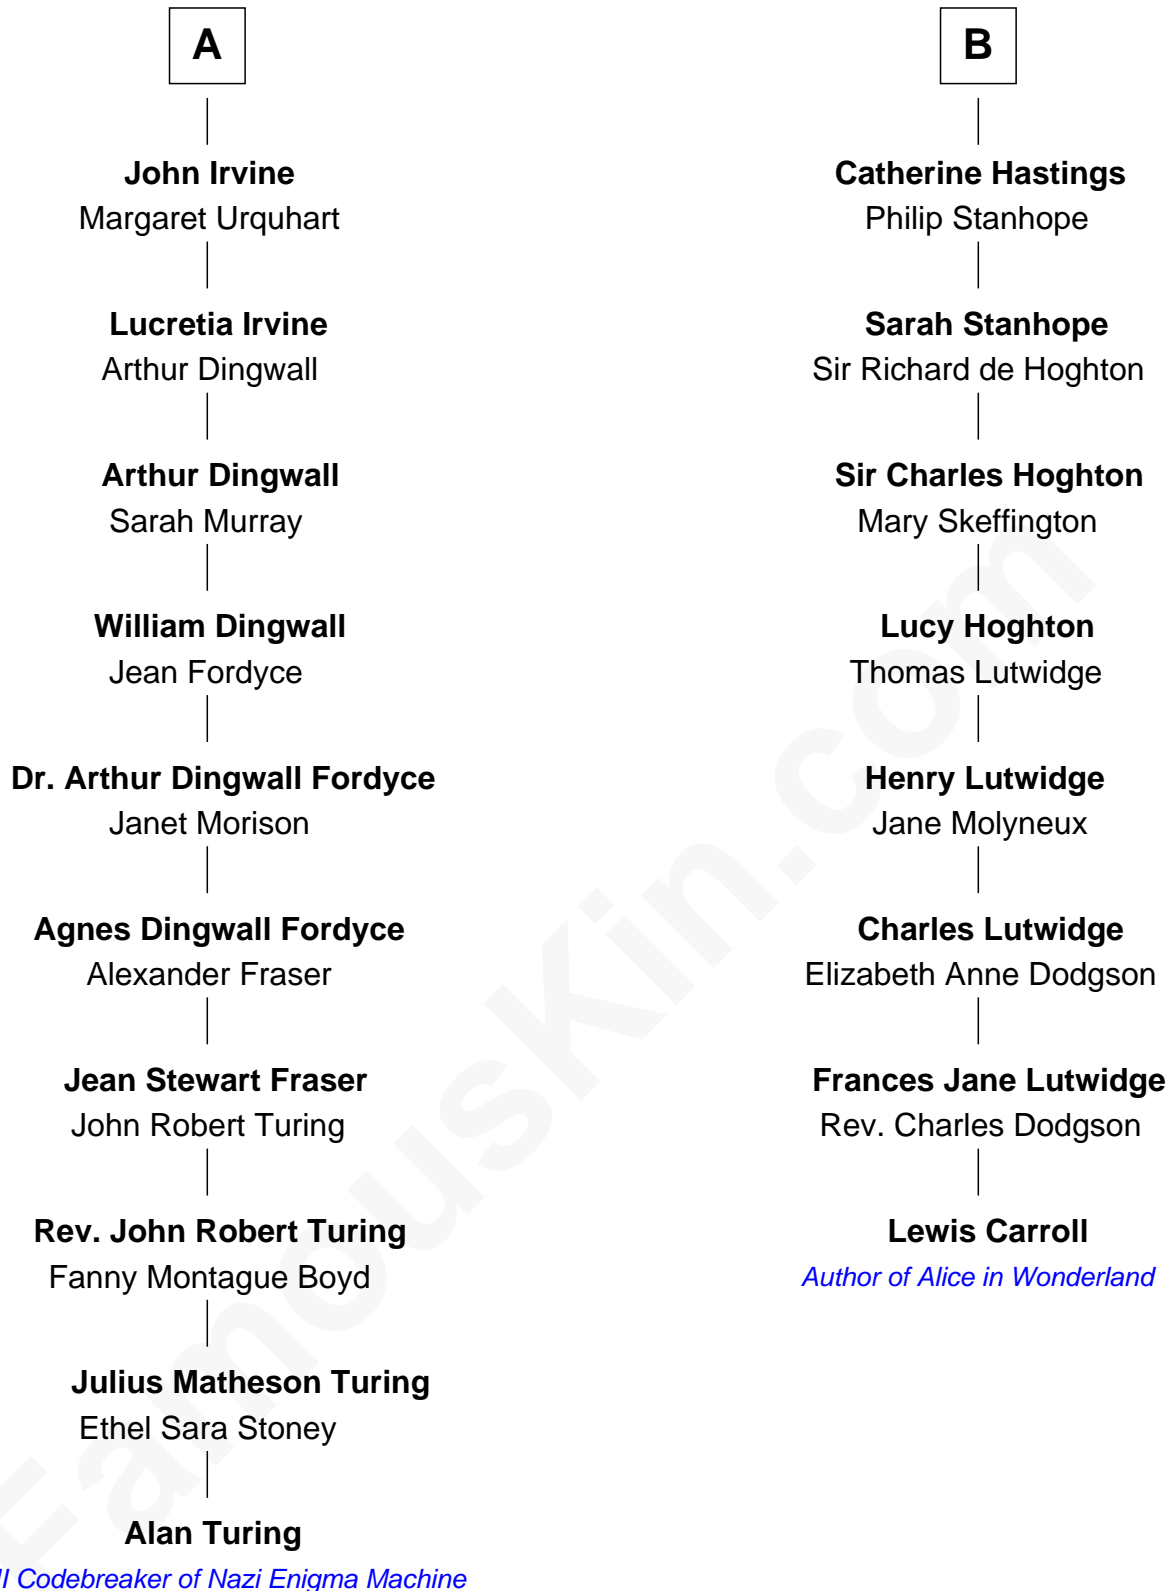 A
John Irvine
Margaret Urquhart
Lucretia Irvine
Arthur Dingwall
Arthur Dingwall
Sarah Murray
William Dingwall
Jean Fordyce
Dr. Arthur Dingwall Fordyce
Janet Morison
Agnes Dingwall Fordyce
Alexander Fraser
Jean Stewart Fraser
John Robert Turing
Rev. John Robert Turing
Fanny Montague Boyd
Julius Matheson Turing
Ethel Sara Stoney
Alan Turing
Codebreaker of Nazi Enigma Machine
B
Catherine Hastings
Philip Stanhope
Sarah Stanhope
Sir Richard de Hoghton
Sir Charles Hoghton
Mary Skeffington
Lucy Hoghton
Thomas Lutwidge
Henry Lutwidge
Jane Molyneux
Charles Lutwidge
Elizabeth Anne Dodgson
Frances Jane Lutwidge
Rev. Charles Dodgson
Lewis Carroll
Author of Alice in Wonderland
FamousKin.com